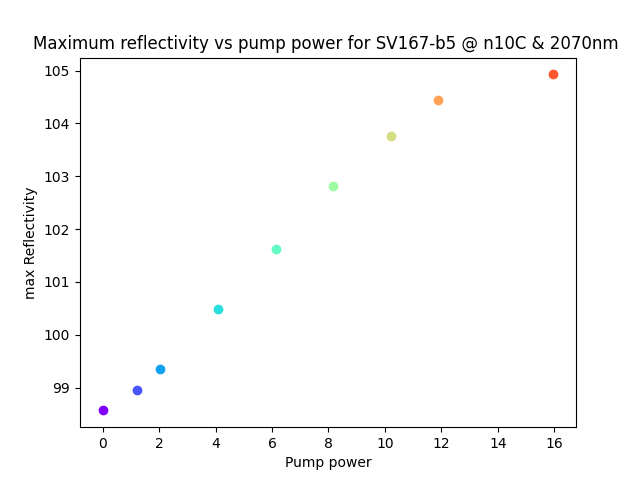 Maximum reflectivity vs pump power for SV167-b5 @ n10C & 2070nm
105
104
103
102
101
100
99
max Reflectivity
0 2 4 6 8 10 12 14 16
Pump power